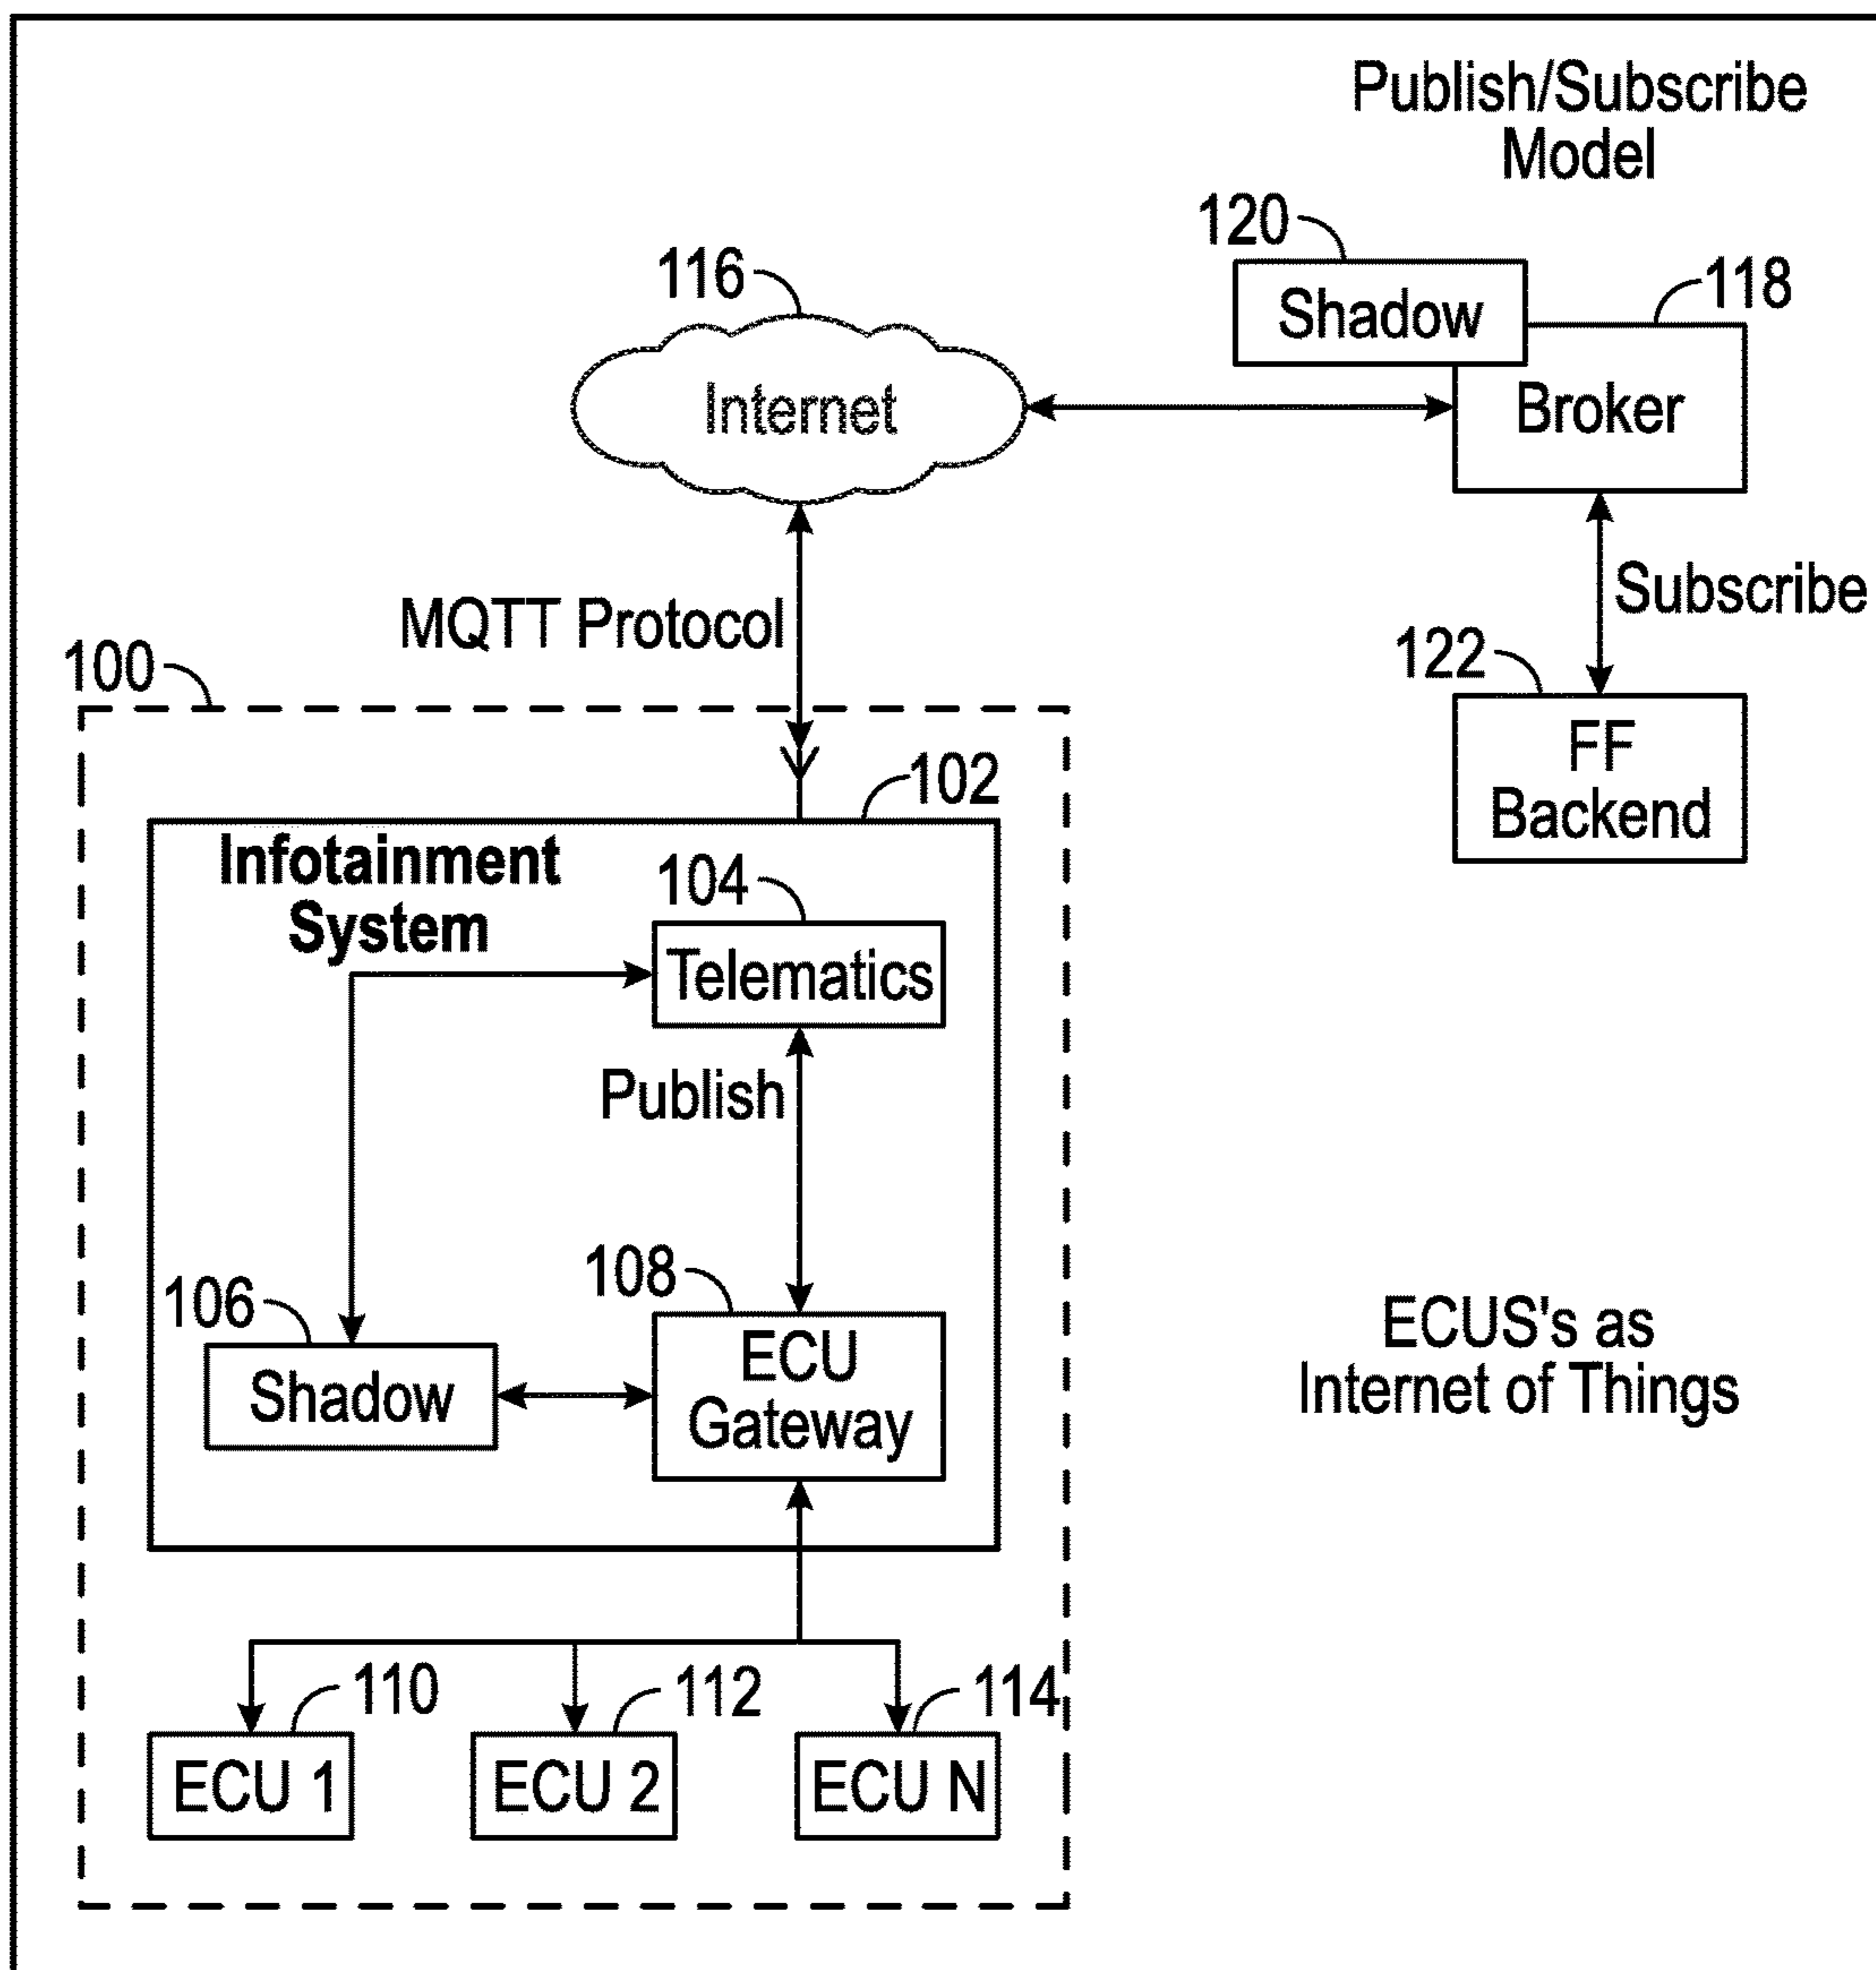 Publish/Subscribe
Model
120
116
118
Shadow
Internet
Broker
MQTT Protocol
Subscribe
100
122
FF
Backend
102
Infotainment
System
104
Telematics
Publish
108
106
ECU
Gateway
Shadow
ECUS's as
Internet of Things
110
112
114
ECU 1
ECU 2
ECU N